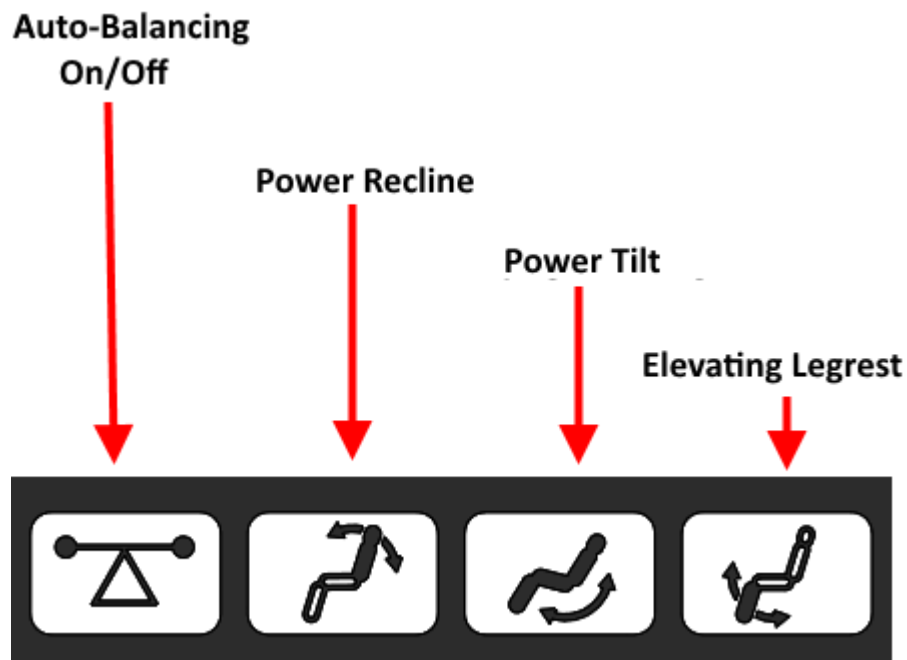 Auto-Balancing
On/Off
Power Recline
Power Tilt
Elevating Legrest